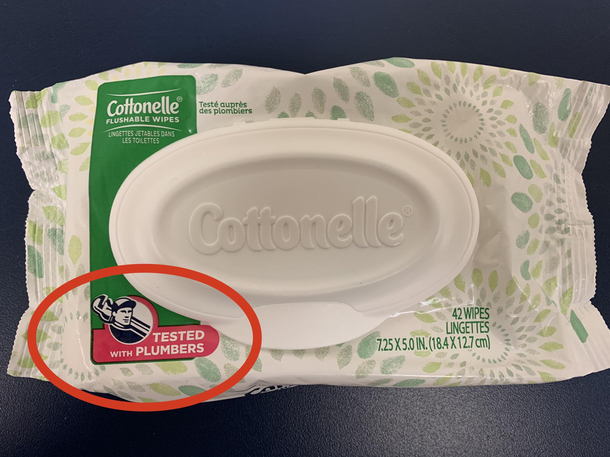 Cottonelle®
FLUSHABLE WIPES
LINGETTES JETABLES DANS
LES TOILETTES
Testé auprès
des plombiers
Cottonelle®
TESTED
WITH PLUMBERS
42 WIPES
LINGETTES
7.25 X 5.0 IN. (18.4 X 12.7 cm)